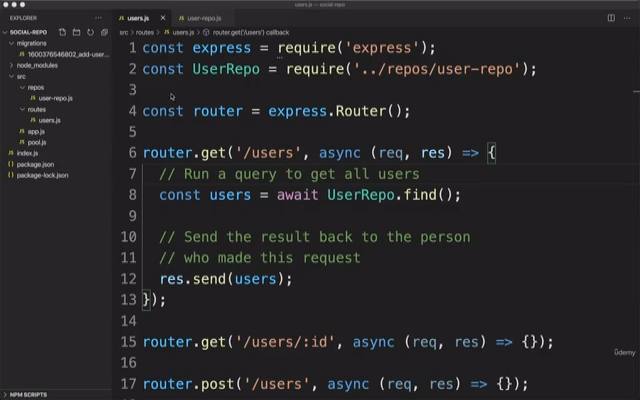 users.js — social-repo
EXPLORER
JS users.js ×
JS user-repo.js
SOCIAL-REPO
src > routes > JS users.js > router.get('/users') callback
migrations
JS 1600376546802_add-user...
node_modules
src
repos
JS user-repo.js
routes
JS users.js
JS app.js
JS pool.js
JS index.js
{} package.json
{} package-lock.json
1 const express = require('express');
2 const UserRepo = require('../repos/user-repo');
3
4 const router = express.Router();
5
6 router.get('/users', async (req, res) => {
7 // Run a query to get all users
8 const users = await UserRepo.find();
9
10 // Send the result back to the person
11 // who made this request
12 res.send(users);
13 });
14
15 router.get('/users/:id', async (req, res) => {});
16
17 router.post('/users', async (req, res) => {});
NPM SCRIPTS
Udemy